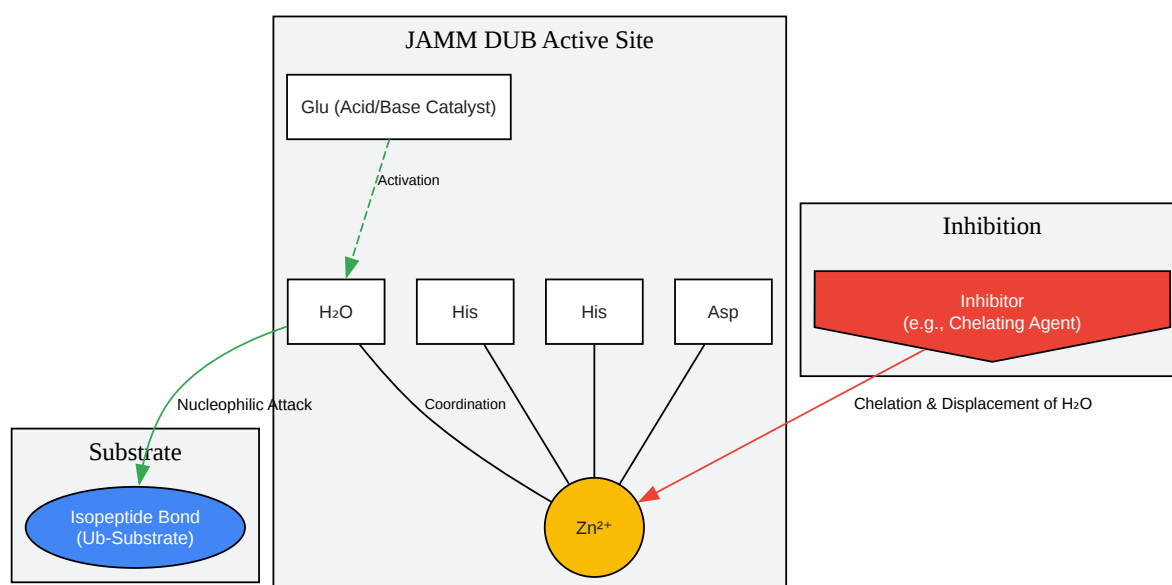 JAMM DUB Active Site
Glu (Acid/Base Catalyst)
Activation
Inhibition
H₂O
His
His
Asp
Inhibitor
(e.g., Chelating Agent)
Nucleophilic Attack
Coordination
Chelation & Displacement of H₂O
Substrate
Isopeptide Bond
(Ub-Substrate)
Zn²⁺